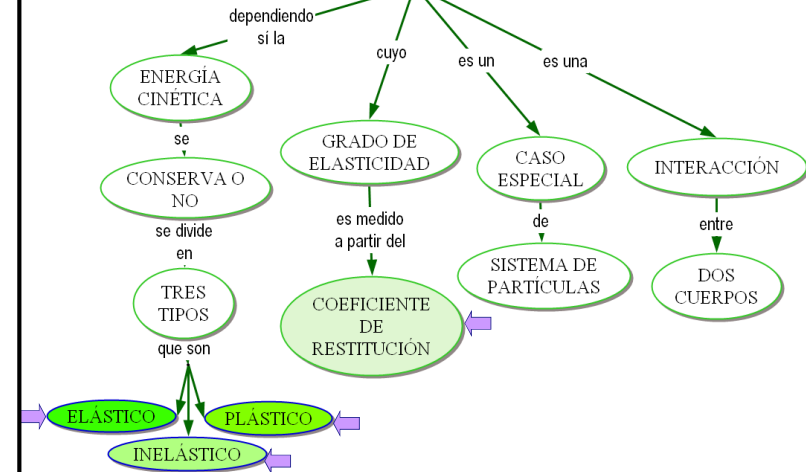 dependiendo
sí la
ENERGÍA
CINÉTICA
se
CONSERVA O
NO
se divide
en
TRES
TIPOS
que son
ELÁSTICO
PLÁSTICO
INELÁSTICO
cuyo
GRADO DE
ELASTICIDAD
es medido
a partir del
COEFICIENTE
DE
RESTITUCIÓN
es un
CASO
ESPECIAL
de
SISTEMA DE
PARTÍCULAS
es una
INTERACCIÓN
entre
DOS
CUERPOS